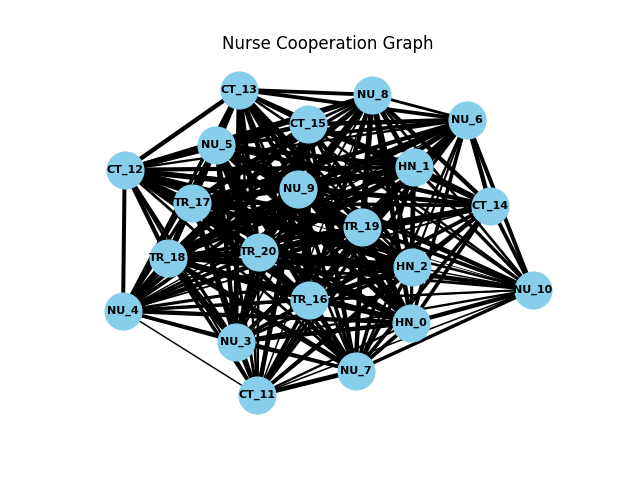 Nurse Cooperation Graph
CT_13
NU_8
NU_6
CT_15
NU_5
HN_1
CT_12
NU_9
TR_17
CT_14
TR_19
TR_20
TR_18
HN_2
NU_10
TR_16
NU_4
HN_0
NU_3
NU_7
CT_11